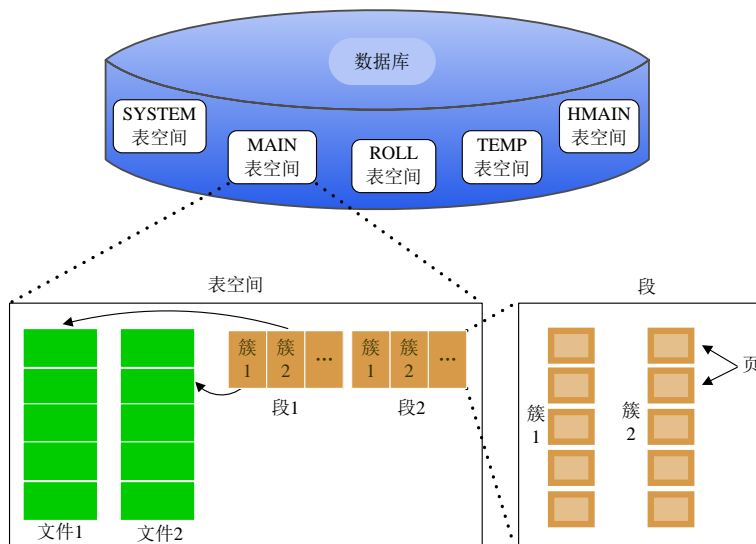 数据库
SYSTEM
表空间
MAIN
表空间
ROLL
表空间
TEMP
表空间
HMAIN
表空间
表空间
簇
1
簇
2
...
簇
1
簇
2
...
段1
段2
文件1
文件2
段
页
簇
1
簇
2